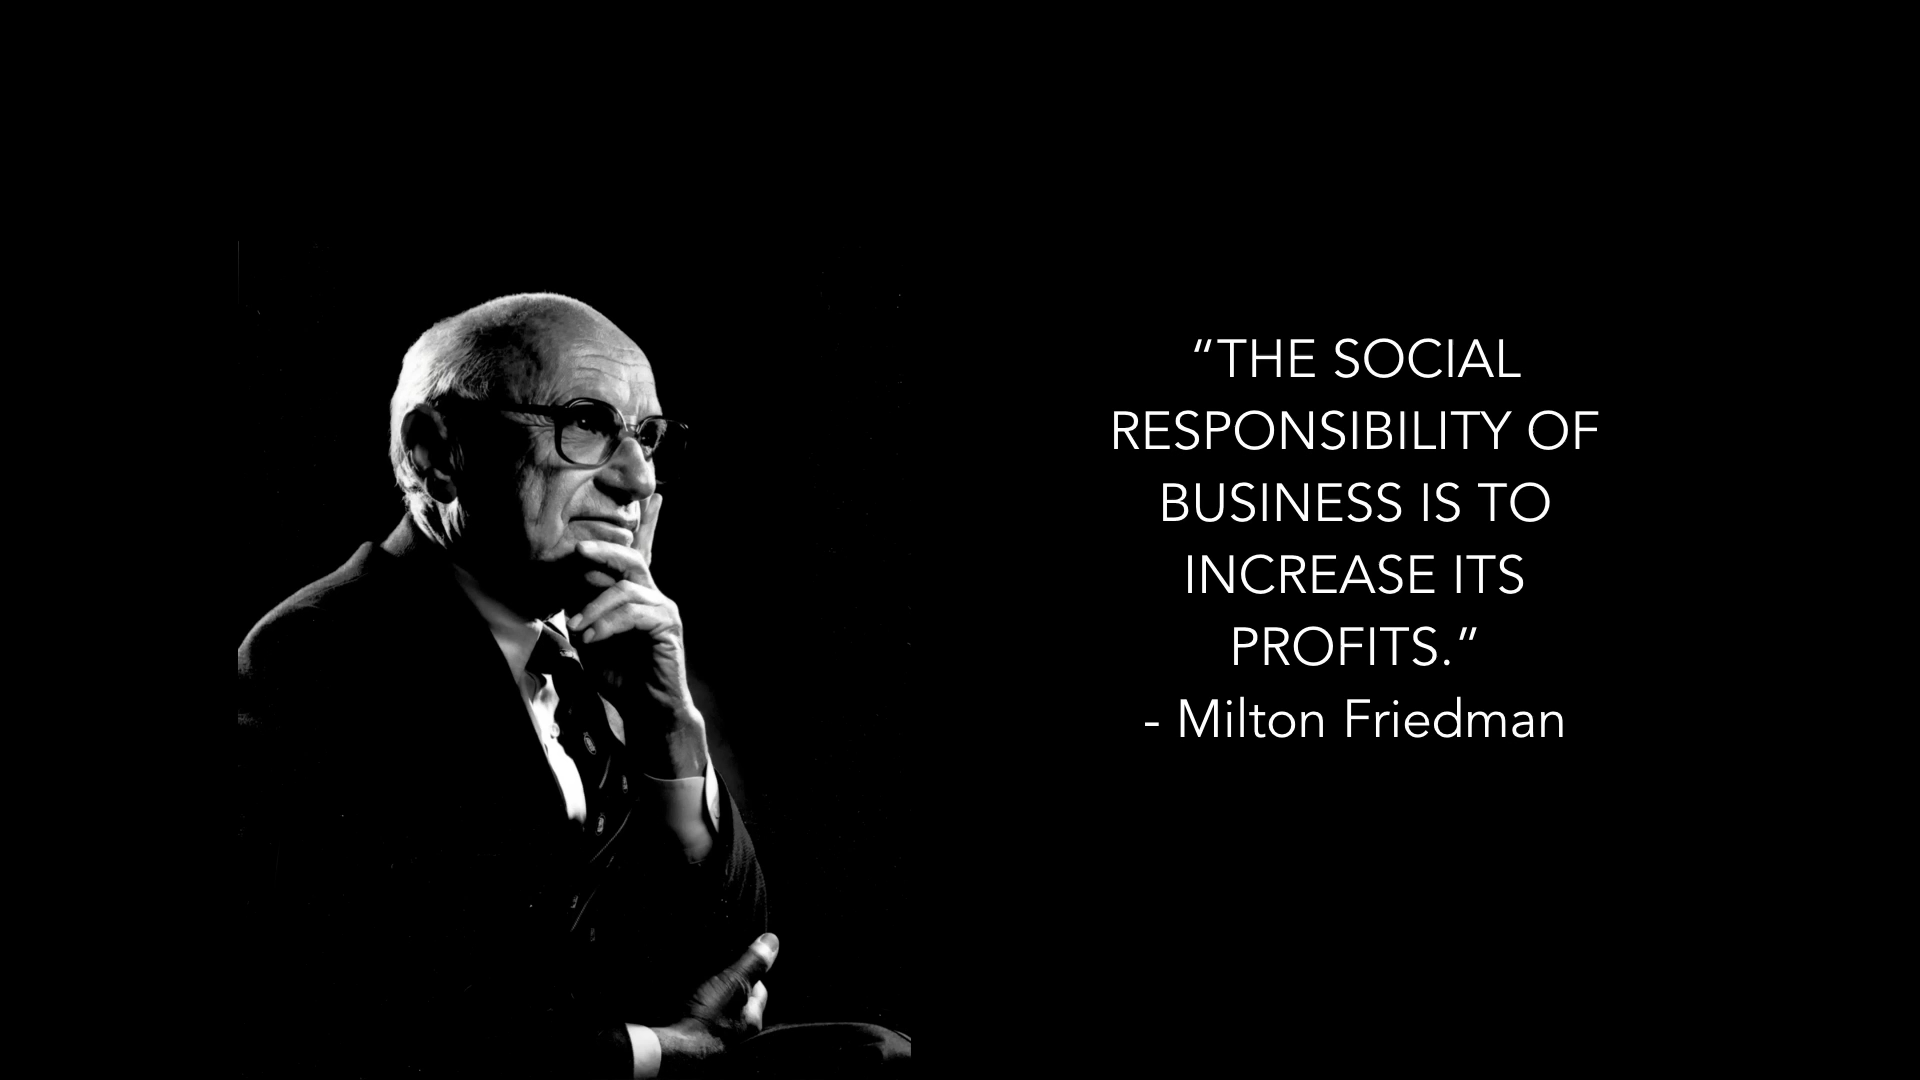 “THE SOCIAL
RESPONSIBILITY OF
BUSINESS IS TO
INCREASE ITS
PROFITS.”
- Milton Friedman